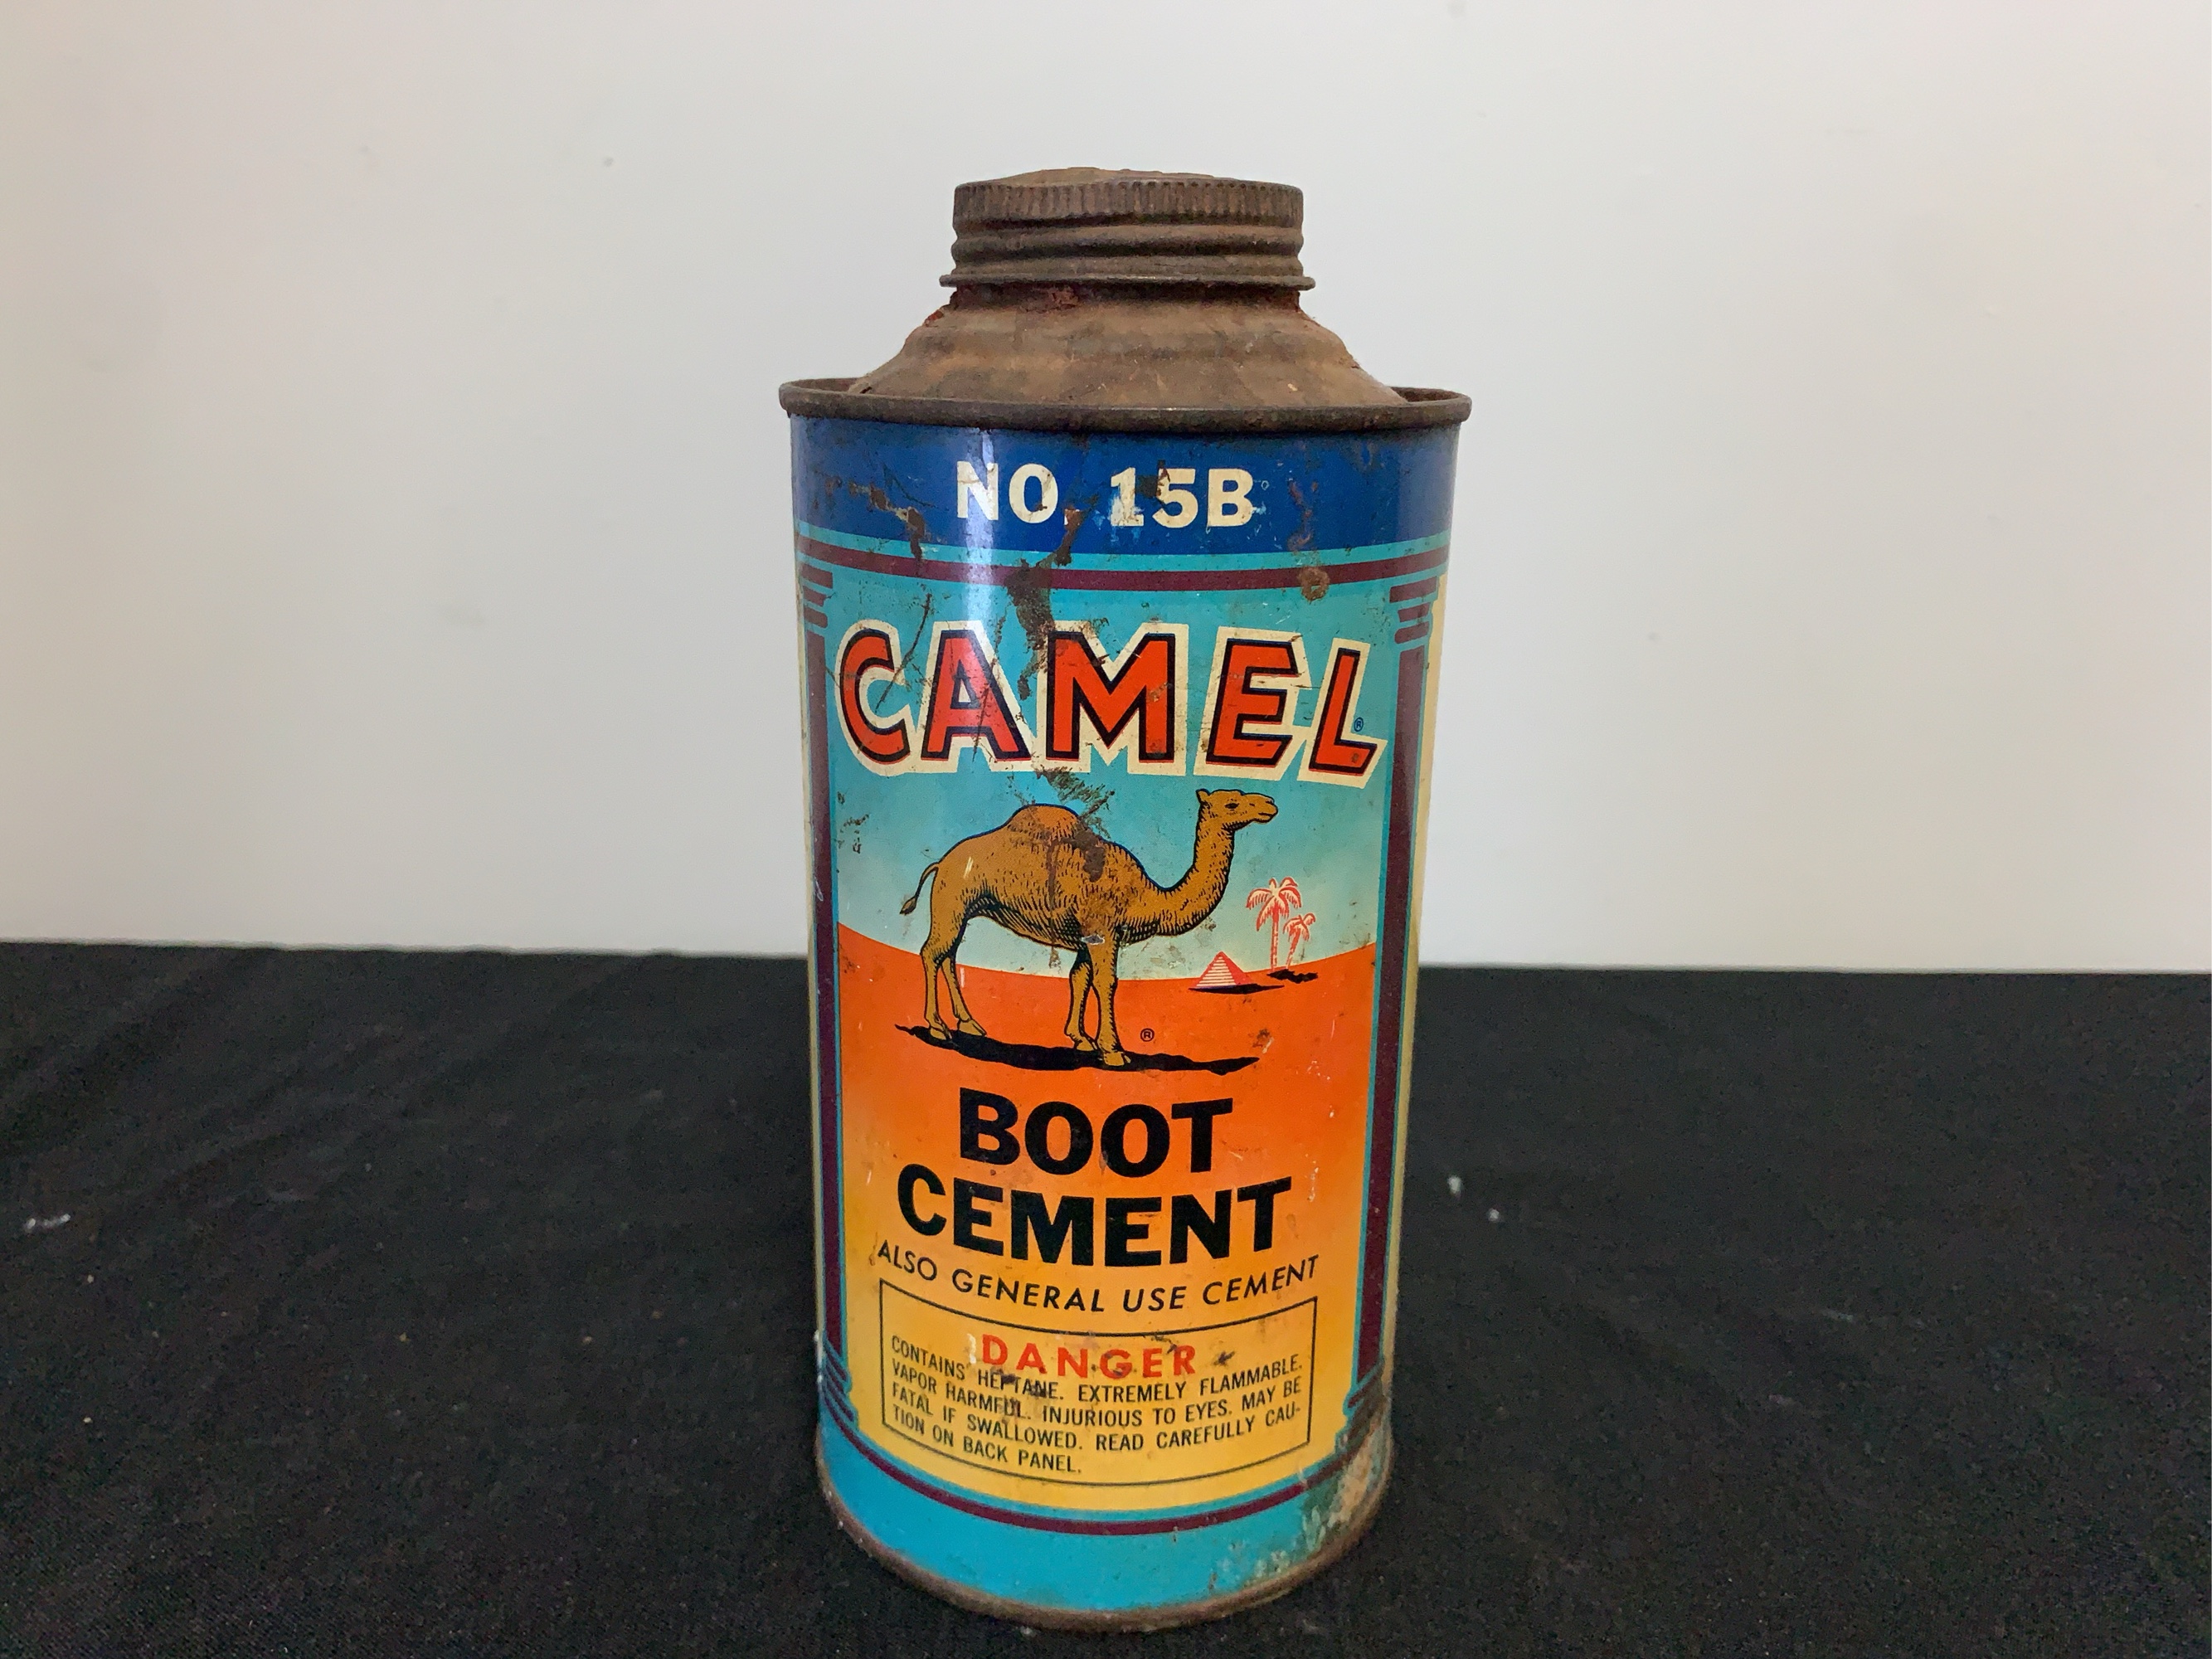 NO. 15B
CAMEL®
®
BOOT
CEMENT
ALSO GENERAL USE CEMENT
DANGER
CONTAINS HEPTANE. EXTREMELY FLAMMABLE.
VAPOR HARMFUL. INJURIOUS TO EYES. MAY BE
FATAL IF SWALLOWED. READ CAREFULLY CAU-
TION ON BACK PANEL.